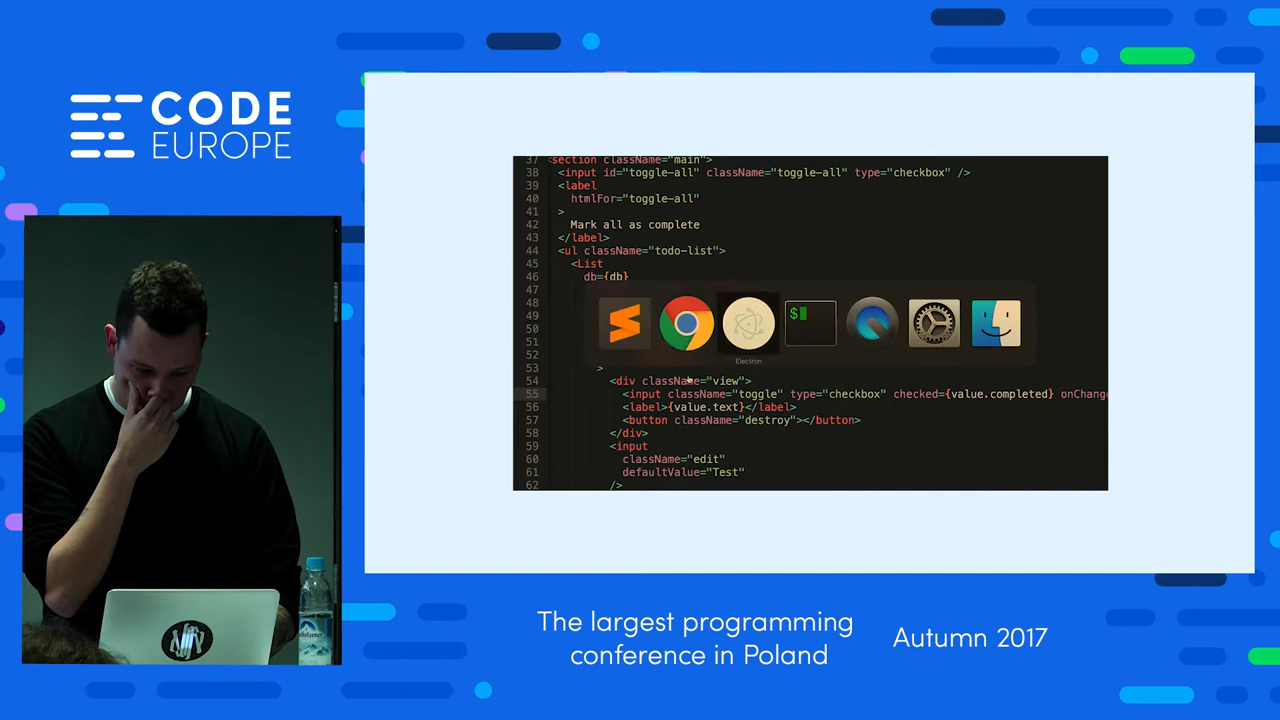 CODE
EUROPE
37 <section className="main">
38 <input id="toggle-all" className="toggle-all" type="checkbox" />
39 <label
40 htmlFor="toggle-all"
41 >
42 Mark all as complete
43 </label>
44 <ul className="todo-list">
45 <List
46 db={db}
47
48
49
50
51
52
53 >
54 <div className="view">
55 <input className="toggle" type="checkbox" checked={value.completed} onChange
56 <label>{value.text}</label>
57 <button className="destroy"></button>
58 </div>
59 <input
60 className="edit"
61 defaultValue="Test"
62 />
$
Electron
The largest programming
conference in Poland
Autumn 2017